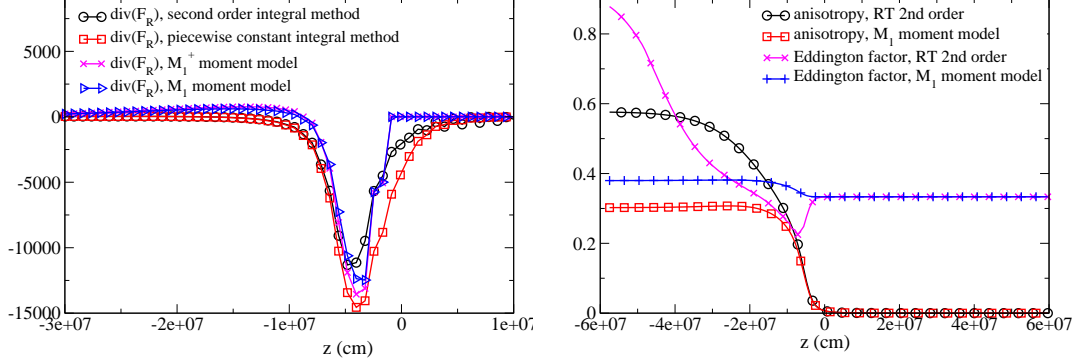 div(F_R), second order integral method
div(F_R), piecewise constant integral method
div(F_R), M_1^+ moment model
div(F_R), M_1 moment model
5000
0
-5000
-10000
-15000
-3e+07
-2e+07
-1e+07
0
1e+07
z (cm)
anisotropy, RT 2nd order
anisotropy, M_1 moment model
Eddington factor, RT 2nd order
Eddington factor, M_1 moment model
0.8
0.6
0.4
0.2
0
-6e+07
-4e+07
-2e+07
0
2e+07
4e+07
6e+07
z (cm)